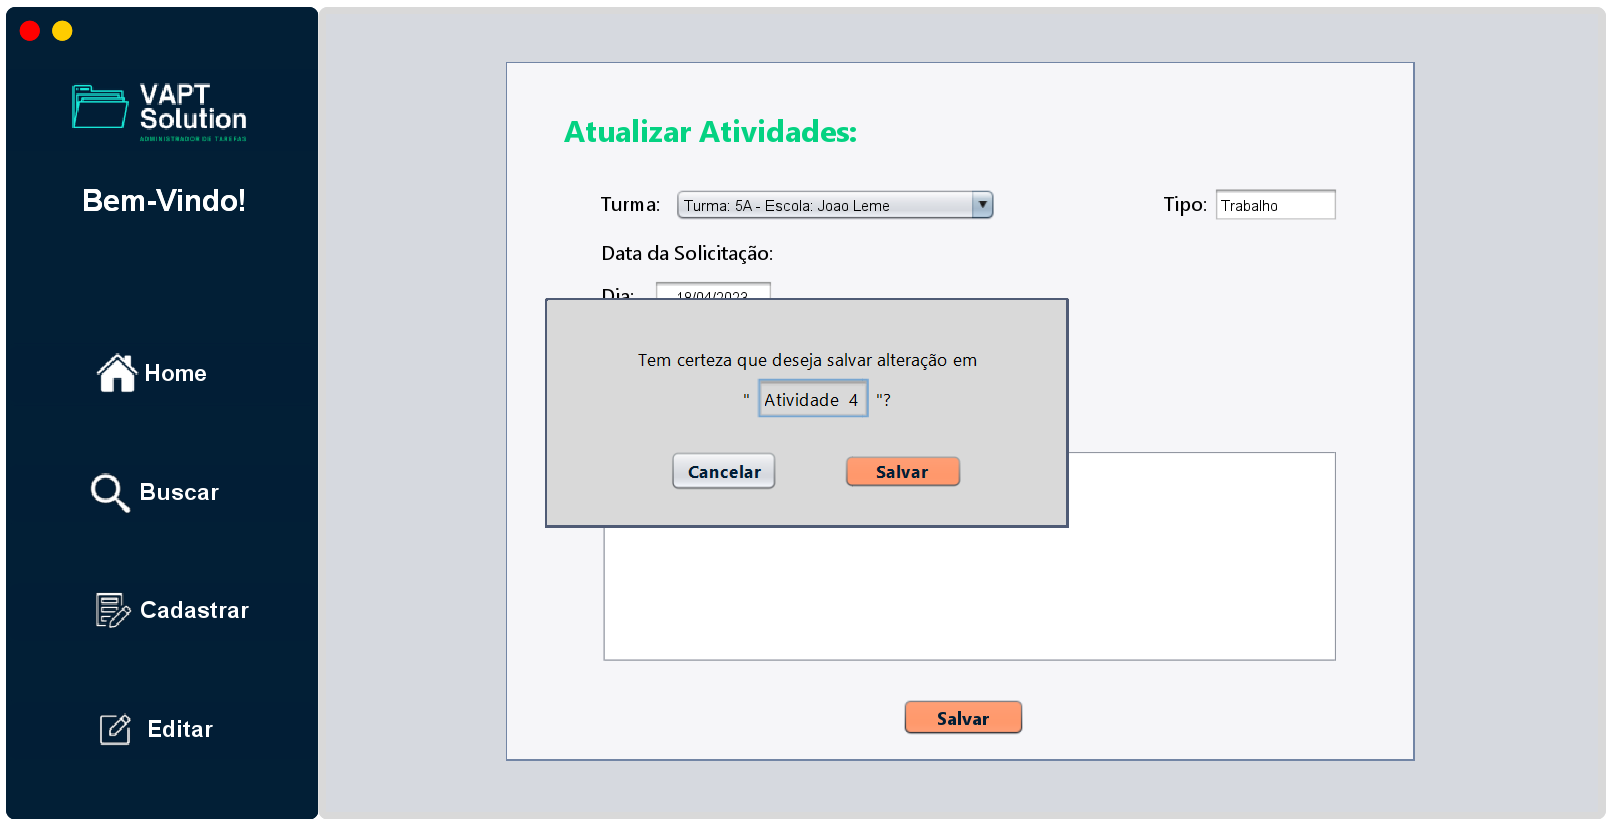 VAPT
Solution
ADMINISTRADOR DE TAREFAS
Bem-Vindo!
Home
Buscar
Cadastrar
Editar
Atualizar Atividades:
Turma: Turma: 5A - Escola: Joao Leme Tipo: Trabalho
Data da Solicitação:
Dia: 18/04/2023
Tem certeza que deseja salvar alteração em
" Atividade 4 "?
Cancelar Salvar
Salvar